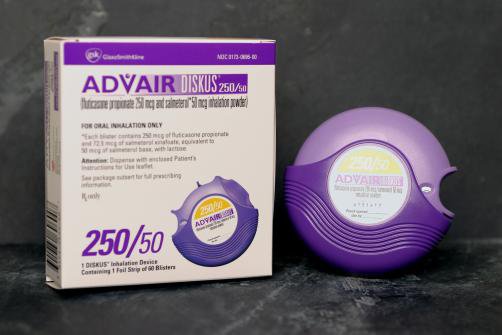 gsk GlaxoSmithKline
NDC 0173-0696-00
ADVAIR DISKUS® 250/50
(fluticasone propionate 250 mcg and salmeterol* 50 mcg inhalation powder)
FOR ORAL INHALATION ONLY
*Each blister contains 250 mcg of fluticasone propionate
and 72.5 mcg of salmeterol xinafoate, equivalent to
50 mcg of salmeterol base, with lactose.
Attention: Dispense with enclosed Patient's
Instructions for Use leaflet.
See package outsert for full prescribing
information.
Rx only
250/50
ADVAIR DISKUS
250/50
1 DISKUS® Inhalation Device
Containing 1 Foil Strip of 60 Blisters
250/50
ADVAIR DISKUS